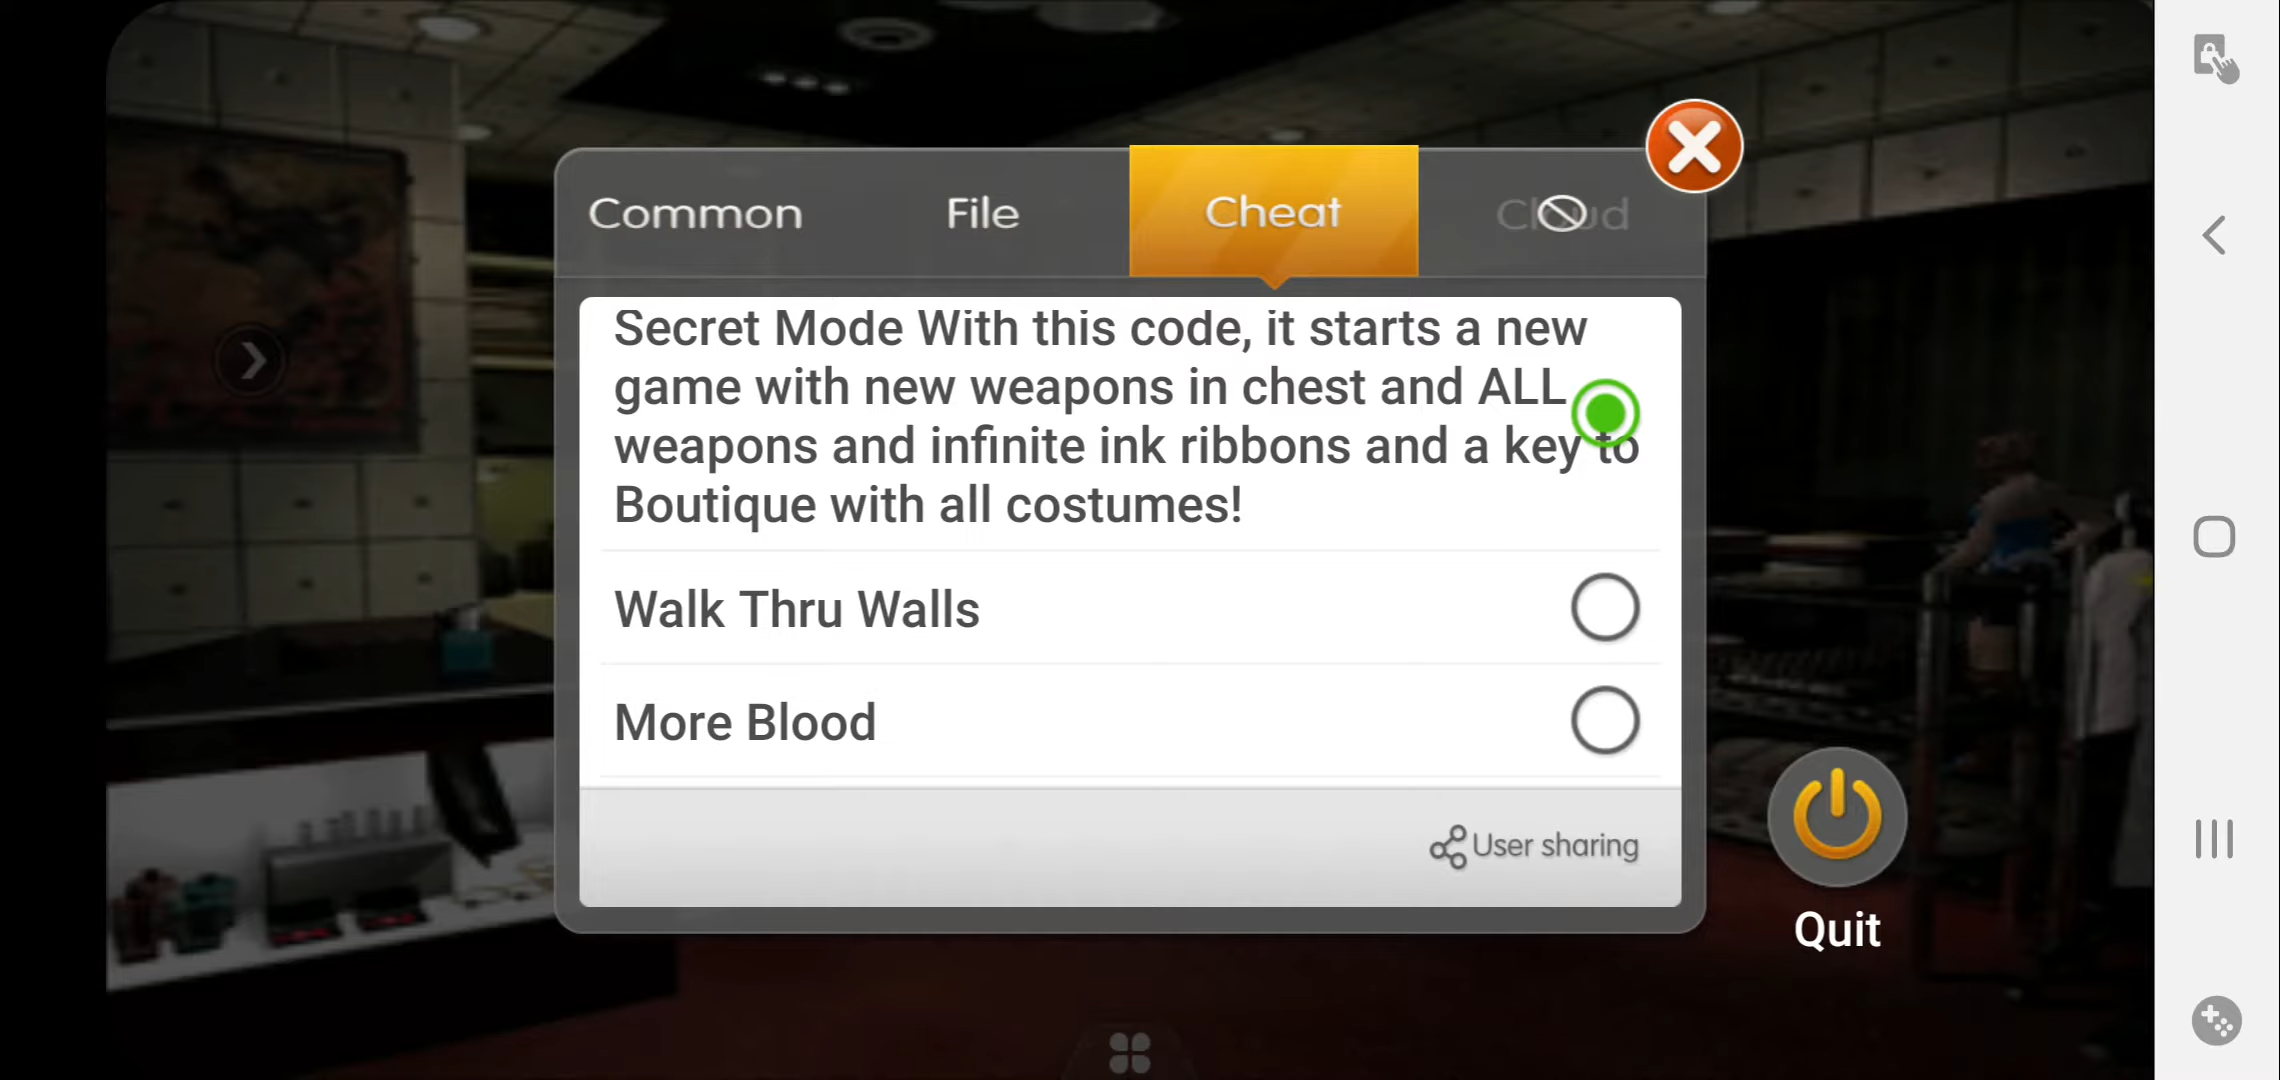 Common
File
Cheat
Cloud
Secret Mode With this code, it starts a new
game with new weapons in chest and ALL
weapons and infinite ink ribbons and a key to
Boutique with all costumes!
Walk Thru Walls
More Blood
User sharing
Quit